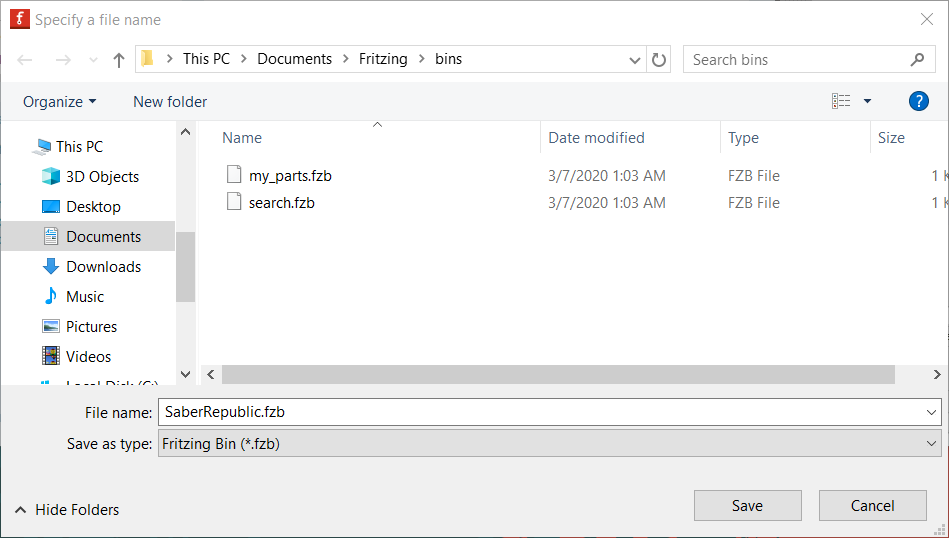 Specify a file name
This PC > Documents > Fritzing > bins
Search bins
Organize
New folder
?
Name
Date modified
Type
Size
This PC
3D Objects
Desktop
Documents
Downloads
Music
Pictures
Videos
Local Disk (C:)
my_parts.fzb 3/7/2020 1:03 AM FZB File 1 K
search.fzb 3/7/2020 1:03 AM FZB File 1 K
File name: SaberRepublic.fzb
Save as type: Fritzing Bin (*.fzb)
Hide Folders
Save
Cancel